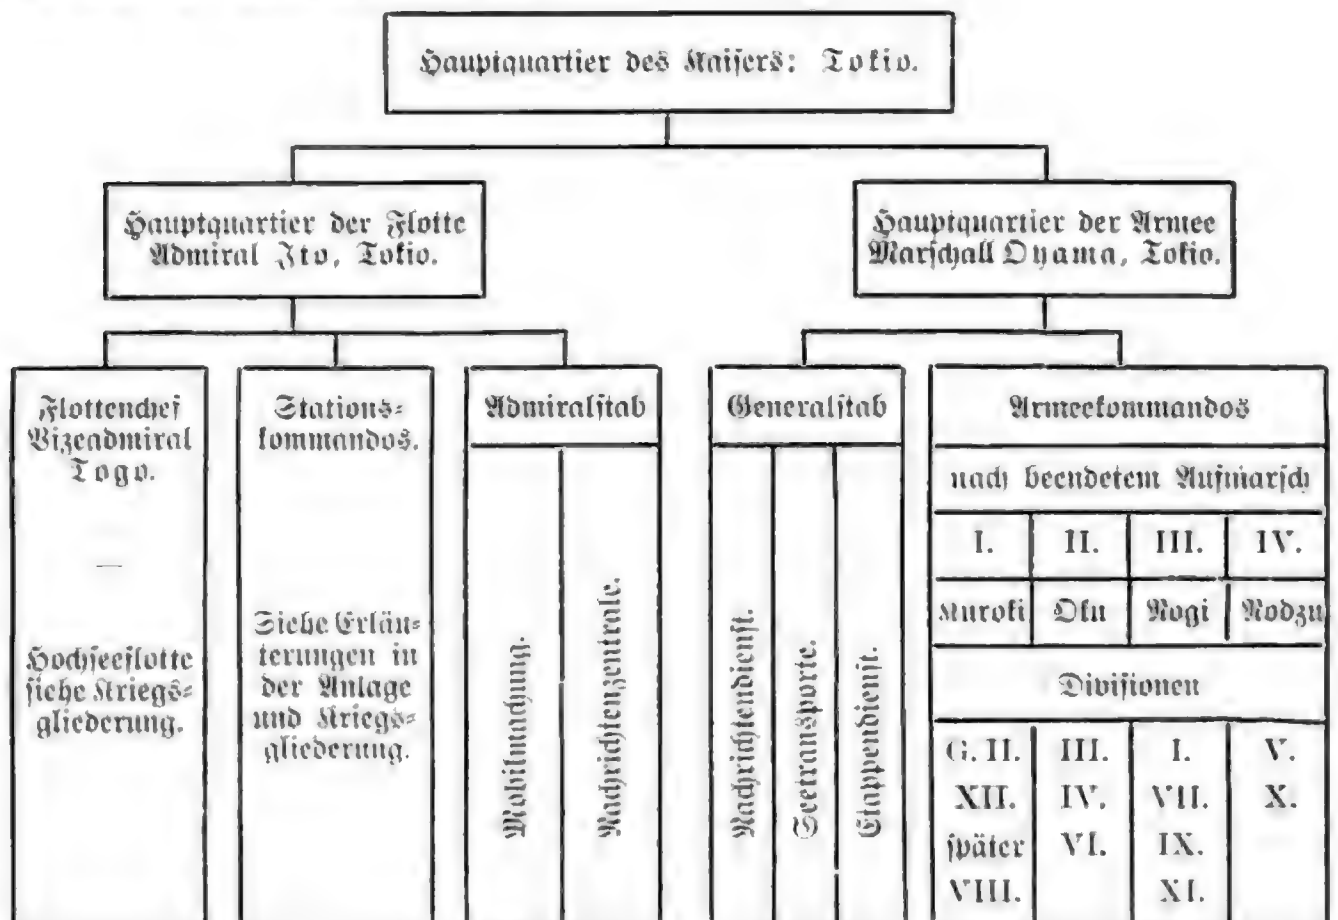 Hauptquartier des Kaisers: Tokio.
Hauptquartier der Flotte
Admiral Ito, Tokio.
Hauptquartier der Armee
Marschall Oyama, Tokio.
Flottenchef
Vizeadmiral
Togo.
—
Hochseeflotte
siehe Kriegs-
gliederung.
Stations-
kommandos.
Siehe Erläu-
terungen in
der Anlage
und Kriegs-
gliederung.
Admiralstab
Mobilmachung.
Nachrichtenzentrale.
Generalstab
Nachrichtendienst.
Seetransporte.
Etappendienst.
Armeekommandos
nach beendetem Aufmarsch
I. II. III. IV.
Kuroki Oku Nogi Nodzu
Divisionen
G. II. III. I. V.
XII. IV. VII. X.
später VI. IX.
VIII. XI.